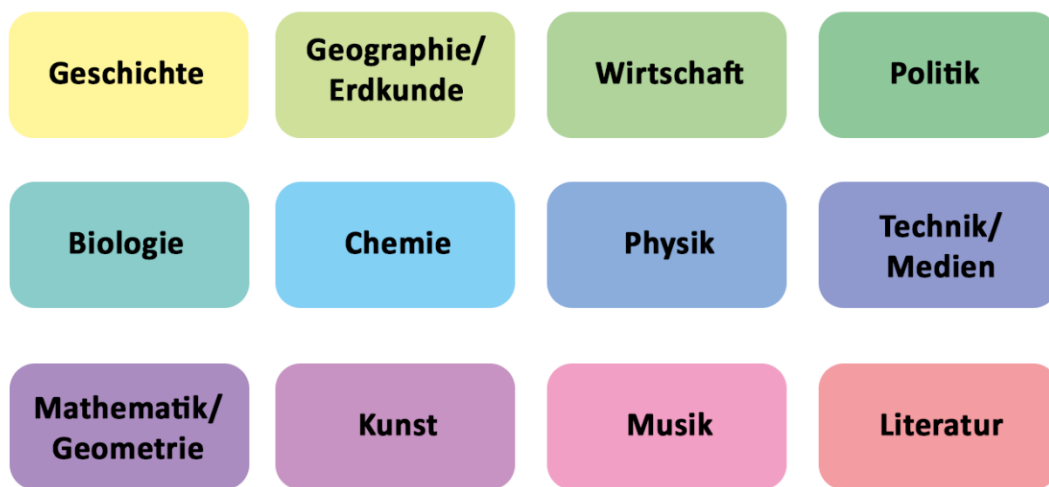 Geschichte
Geographie/
Erdkunde
Wirtschaft
Politik
Biologie
Chemie
Physik
Technik/
Medien
Mathematik/
Geometrie
Kunst
Musik
Literatur